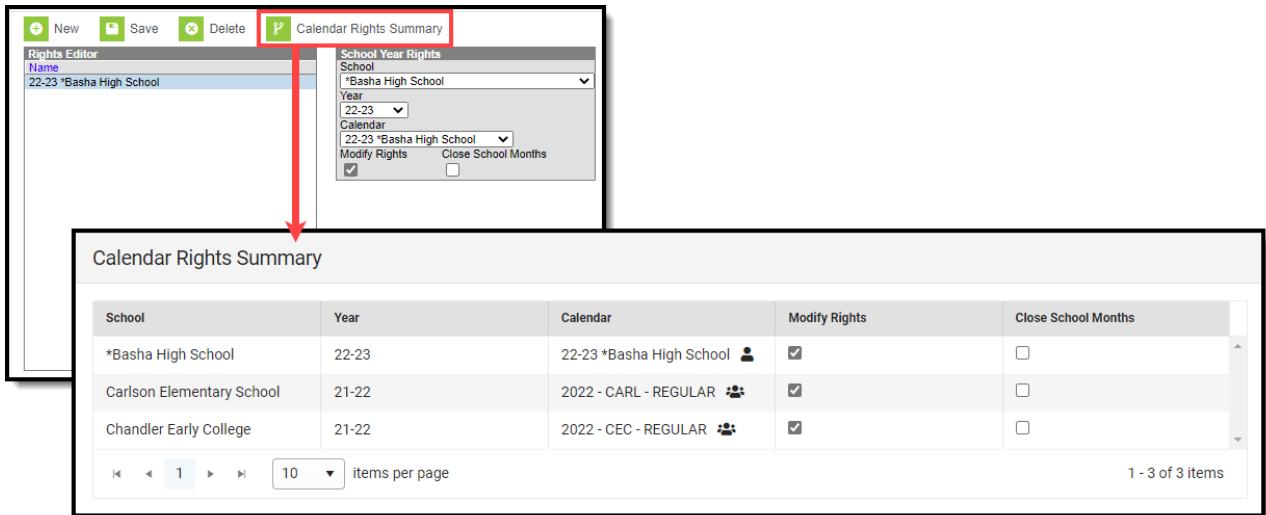 New Save Delete Calendar Rights Summary
Rights Editor
Name
22-23 *Basha High School
School Year Rights
School
*Basha High School
Year
22-23
Calendar
22-23 *Basha High School
Modify Rights Close School Months
Calendar Rights Summary
School Year Calendar Modify Rights Close School Months
*Basha High School 22-23 22-23 *Basha High School
Carlson Elementary School 21-22 2022 - CARL - REGULAR
Chandler Early College 21-22 2022 - CEC - REGULAR
1 10 items per page 1 - 3 of 3 items